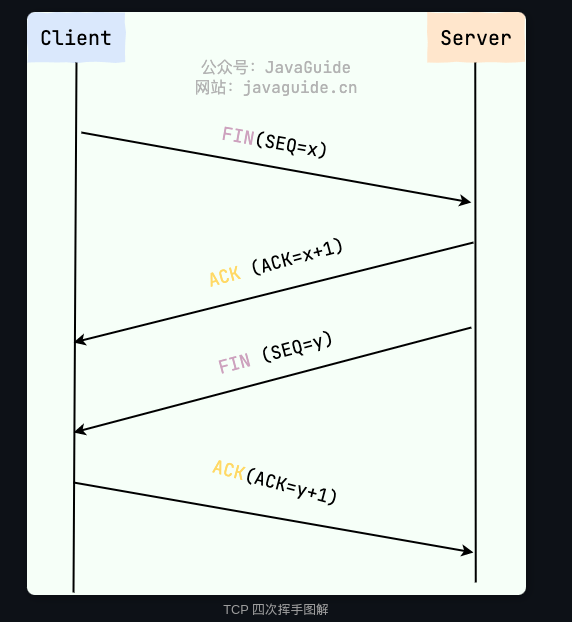 Client
Server
公众号：JavaGuide
网站：javaguide.cn
FIN(SEQ=x)
ACK (ACK=x+1)
FIN (SEQ=y)
ACK(ACK=y+1)
TCP 四次挥手图解